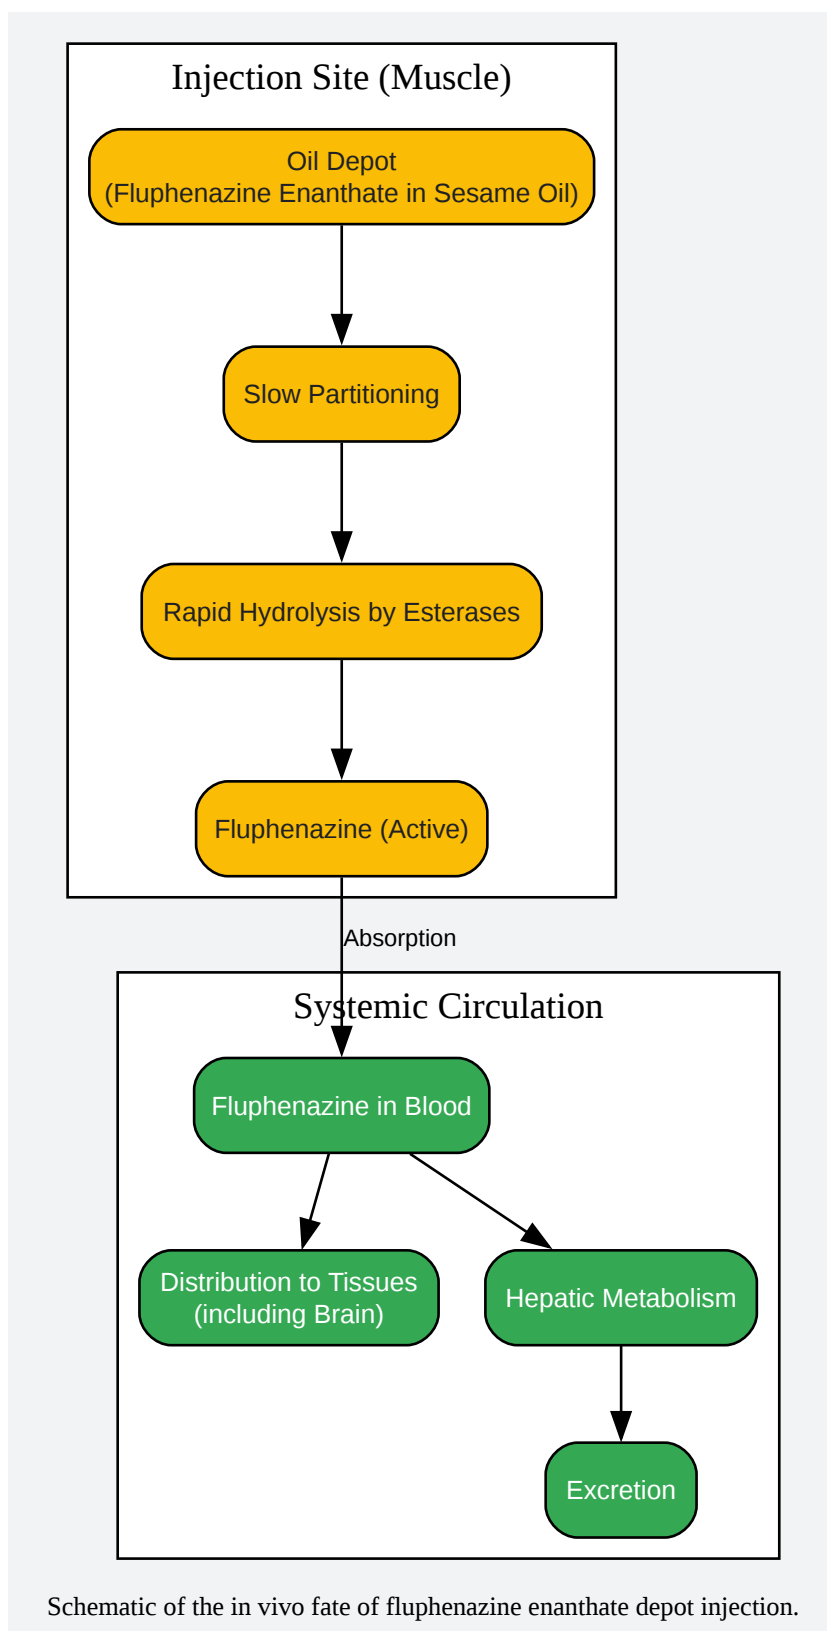 Injection Site (Muscle)
Oil Depot
(Fluphenazine Enanthate in Sesame Oil)
Slow Partitioning
Rapid Hydrolysis by Esterases
Fluphenazine (Active)
Absorption
Systemic Circulation
Fluphenazine in Blood
Distribution to Tissues
(including Brain)
Hepatic Metabolism
Excretion
Schematic of the in vivo fate of fluphenazine enanthate depot injection.